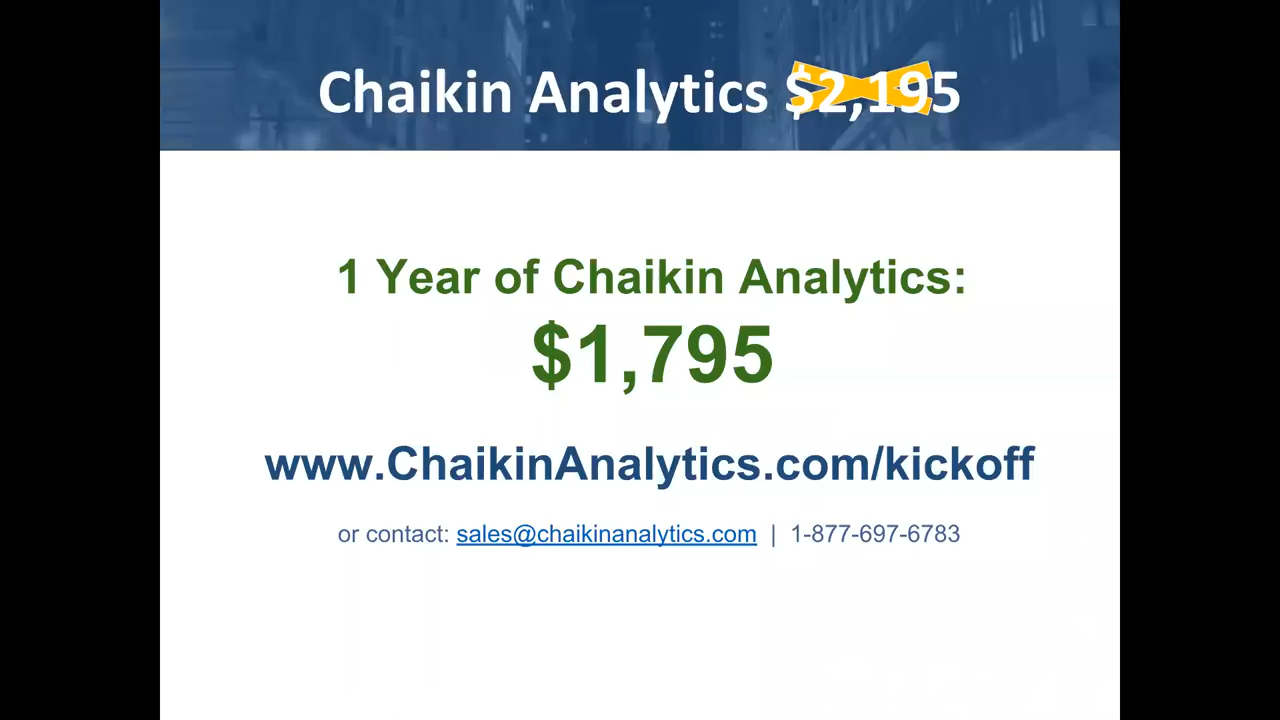 Chaikin Analytics $2,195
1 Year of Chaikin Analytics:
$1,795
www.ChaikinAnalytics.com/kickoff
or contact: sales@chaikinanalytics.com | 1-877-697-6783